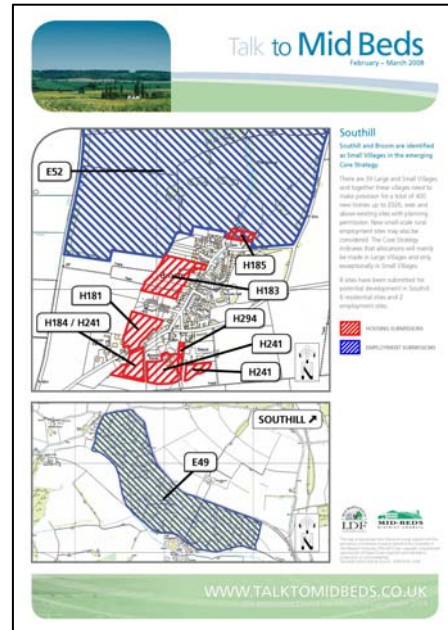 Talk to Mid Beds
February – March 2008
Southill
Southill and Broom are identified
as Small Villages in the emerging
Core Strategy.
There are 39 Large and Small Villages
and together these villages need to
make provision for a total of 400
new homes up to 2026, over and
above existing sites with planning
permission. New small-scale rural
employment sites may also be
considered. The Core Strategy
indicates that allocations will mainly
be made in Large Villages and only
exceptionally in Small Villages.
8 sites have been submitted for
potential development in Southill
6 residential sites and 2
employment sites.
HOUSING SUBMISSIONS
EMPLOYMENT SUBMISSIONS
E52
H185
H183
H181
H294
H184 / H241
H241
H241
SOUTHILL
E49
LDF
MID-BEDS
DISTRICT COUNCIL
WWW.TALKTOMIDBEDS.CO.UK